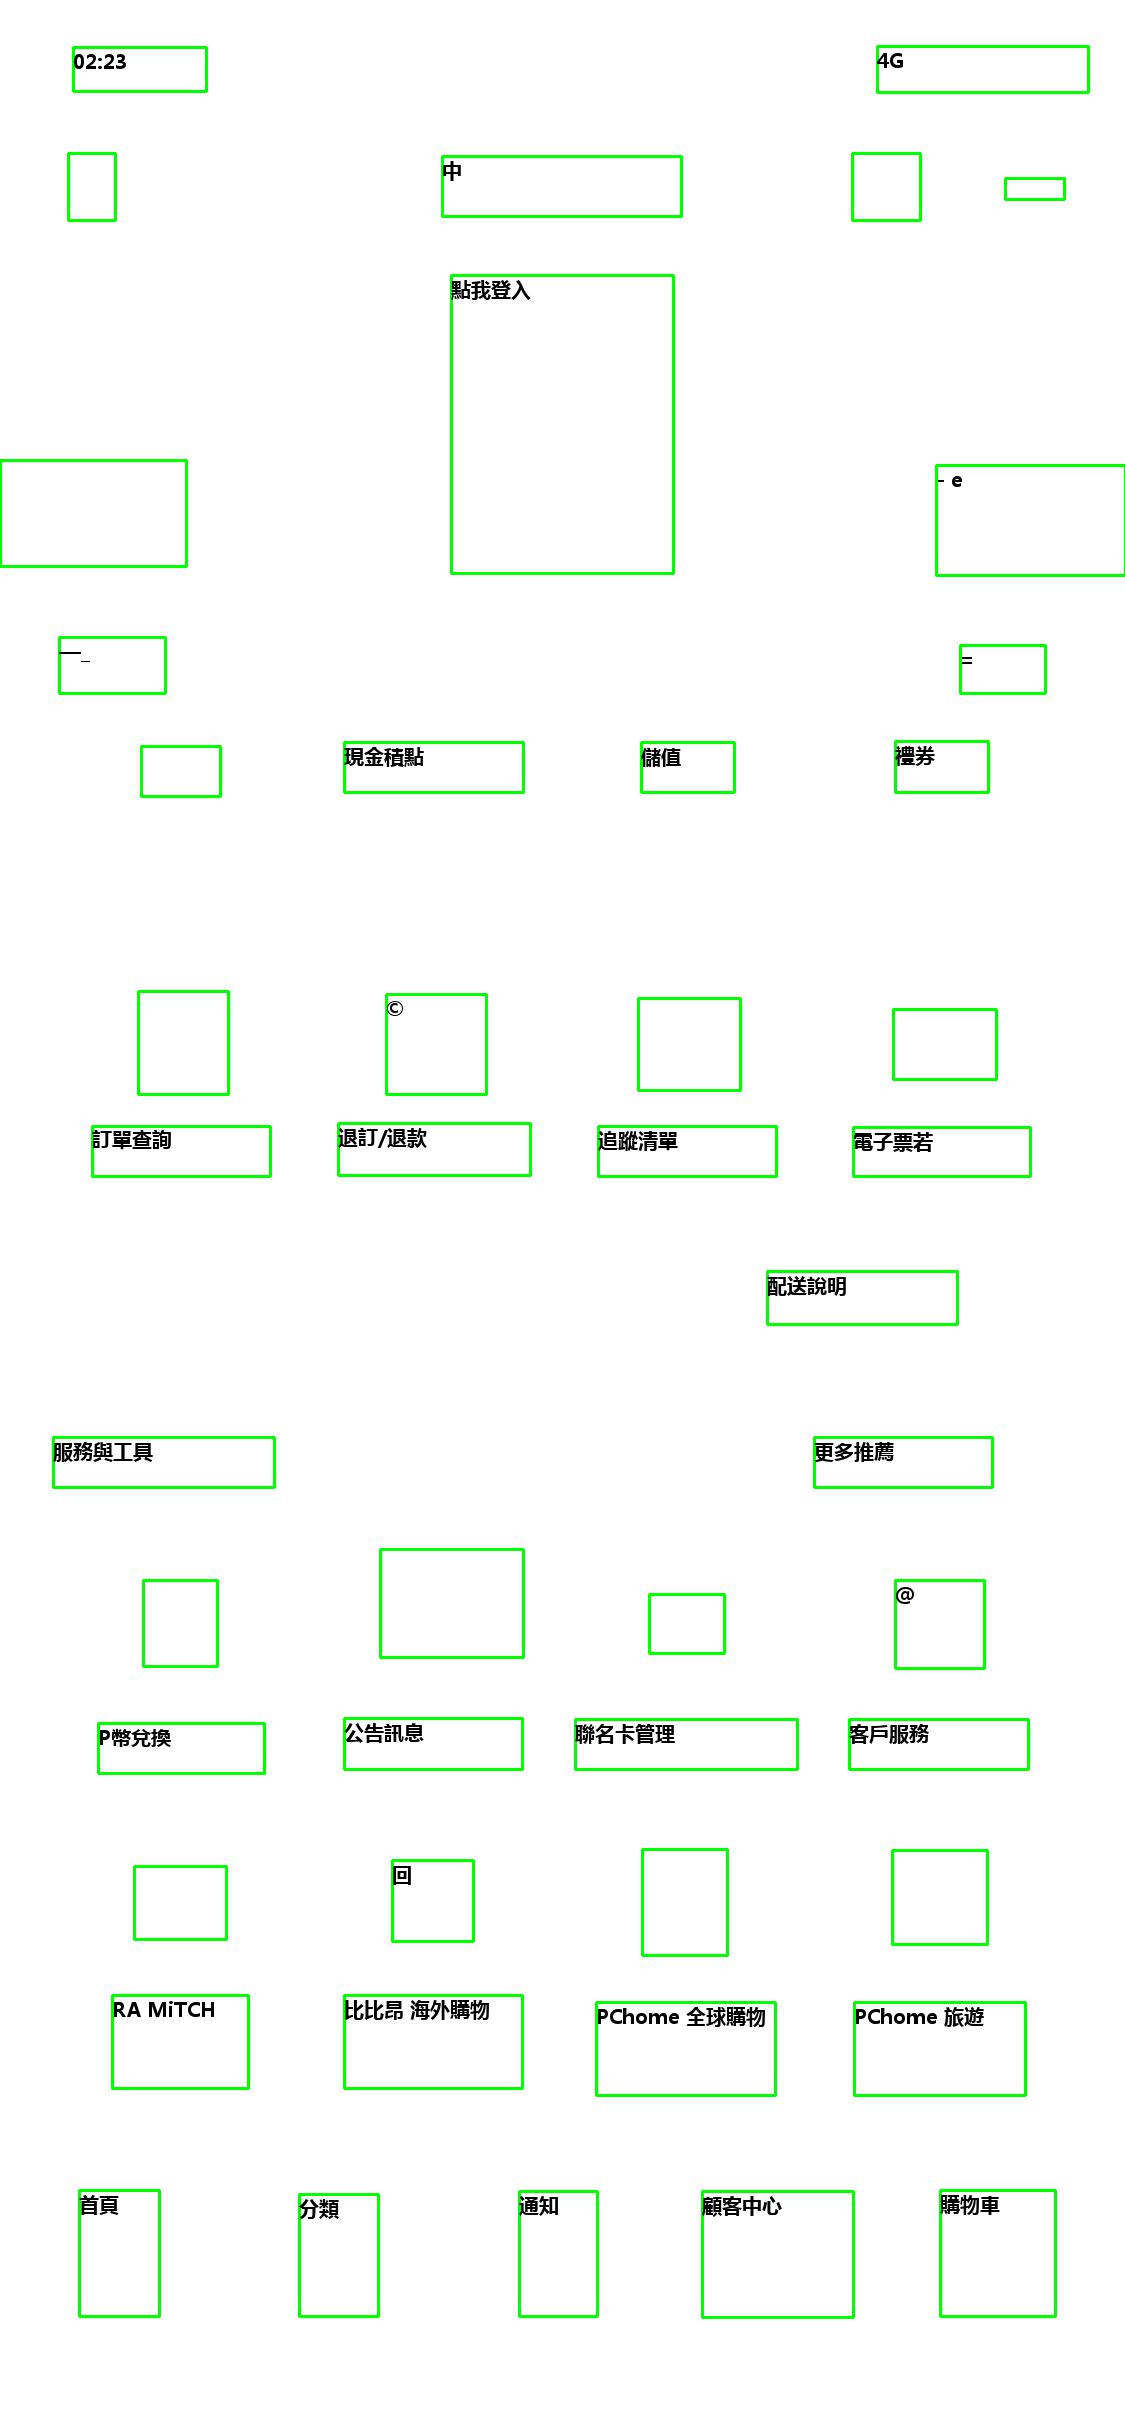 02:23
4G
中
點我登入
- e
—_
=
現金積點
儲值
禮券
©
訂單查詢
退訂/退款
追蹤清單
電子票若
配送說明
服務與工具
更多推薦
@
P幣兌換
公告訊息
聯名卡管理
客戶服務
回
RA MiTCH
比比昂 海外購物
PChome 全球購物
PChome 旅遊
首頁
分類
通知
顧客中心
購物車